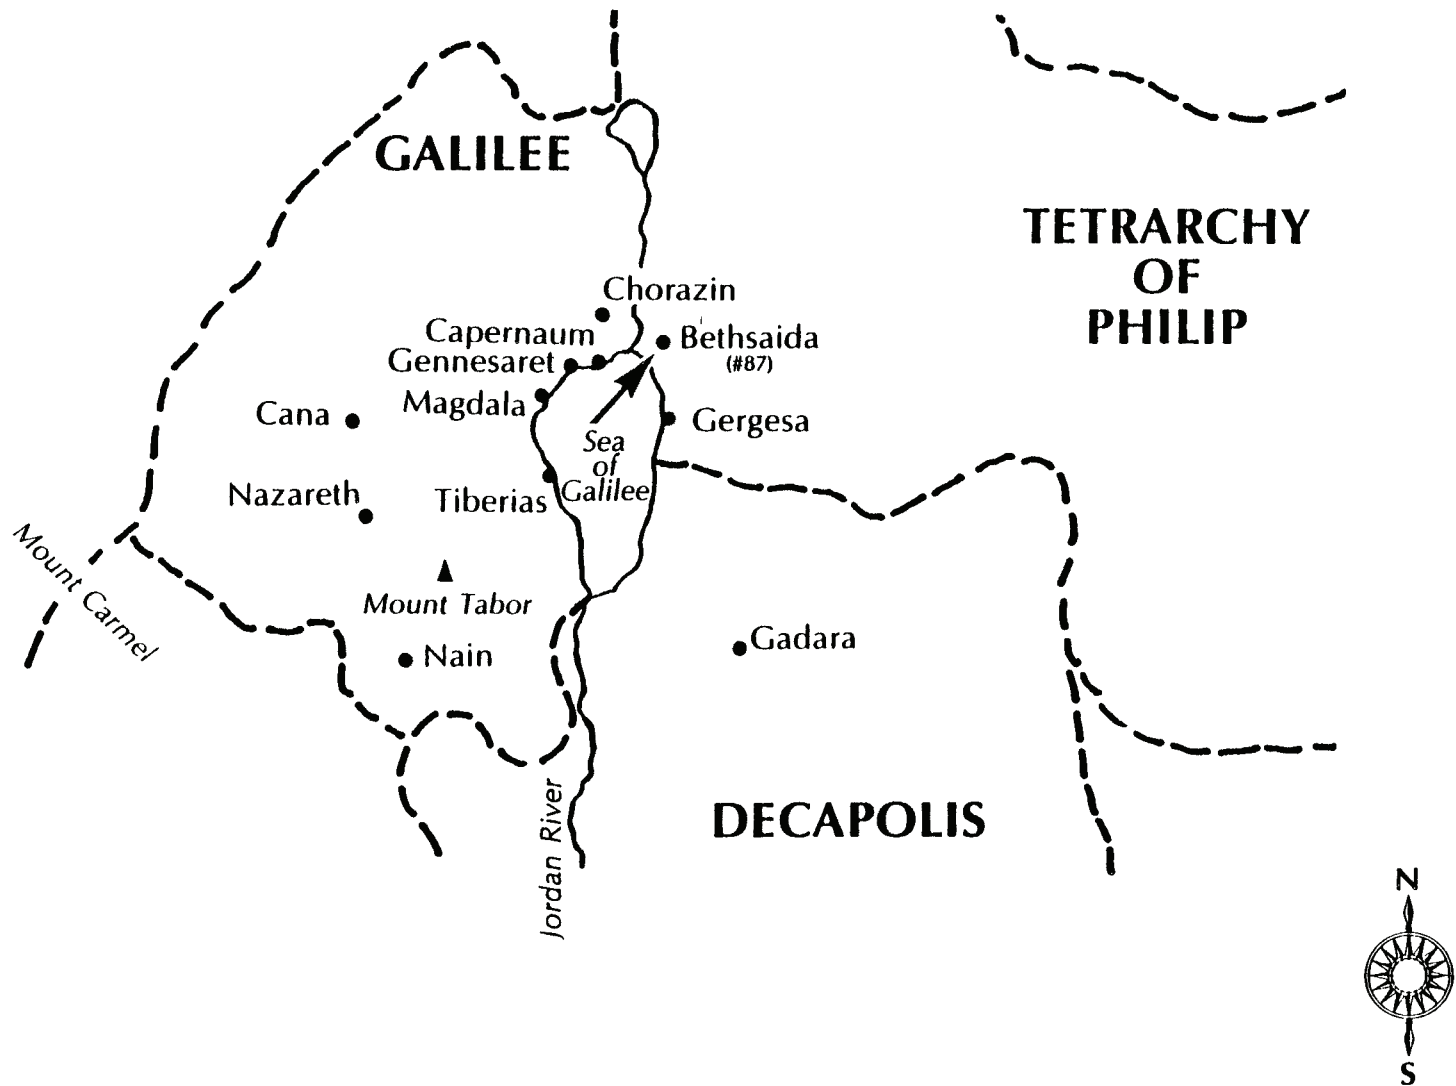 GALILEE
TETRARCHY
OF
PHILIP
Chorazin
Capernaum
Bethsaida
(#87)
Gennesaret
Magdala
Cana
Gergesa
Sea
of
Galilee
Nazareth
Tiberias
Mount Carmel
Mount Tabor
Nain
Gadara
DECAPOLIS
Jordan River
N
S